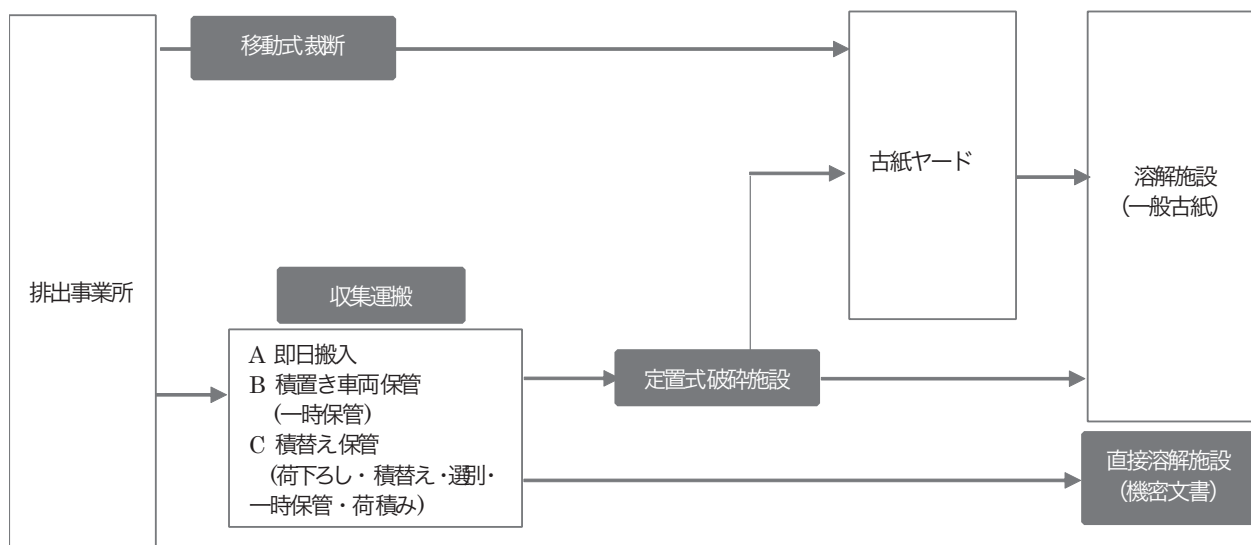 移動式裁断
古紙ヤード
溶解施設
(一般古紙)
排出事業所
収集運搬
A 即日搬入
B 積置き車両保管
(一時保管)
C 積替え保管
(荷下ろし・積替え・選別・
一時保管・荷積み)
定置式破砕施設
直接溶解施設
(機密文書)